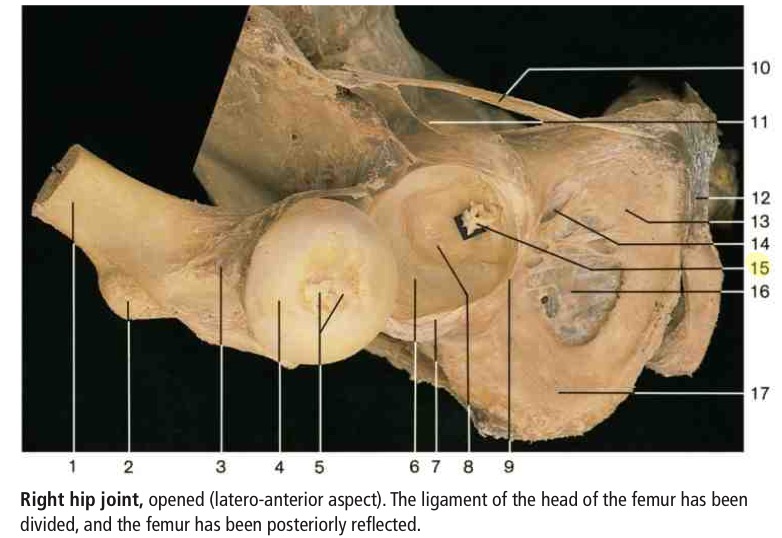 10
11
12
13
14
15
16
17
1 2 3 4 5 6 7 8 9
Right hip joint, opened (latero-anterior aspect). The ligament of the head of the femur has been
divided, and the femur has been posteriorly reflected.